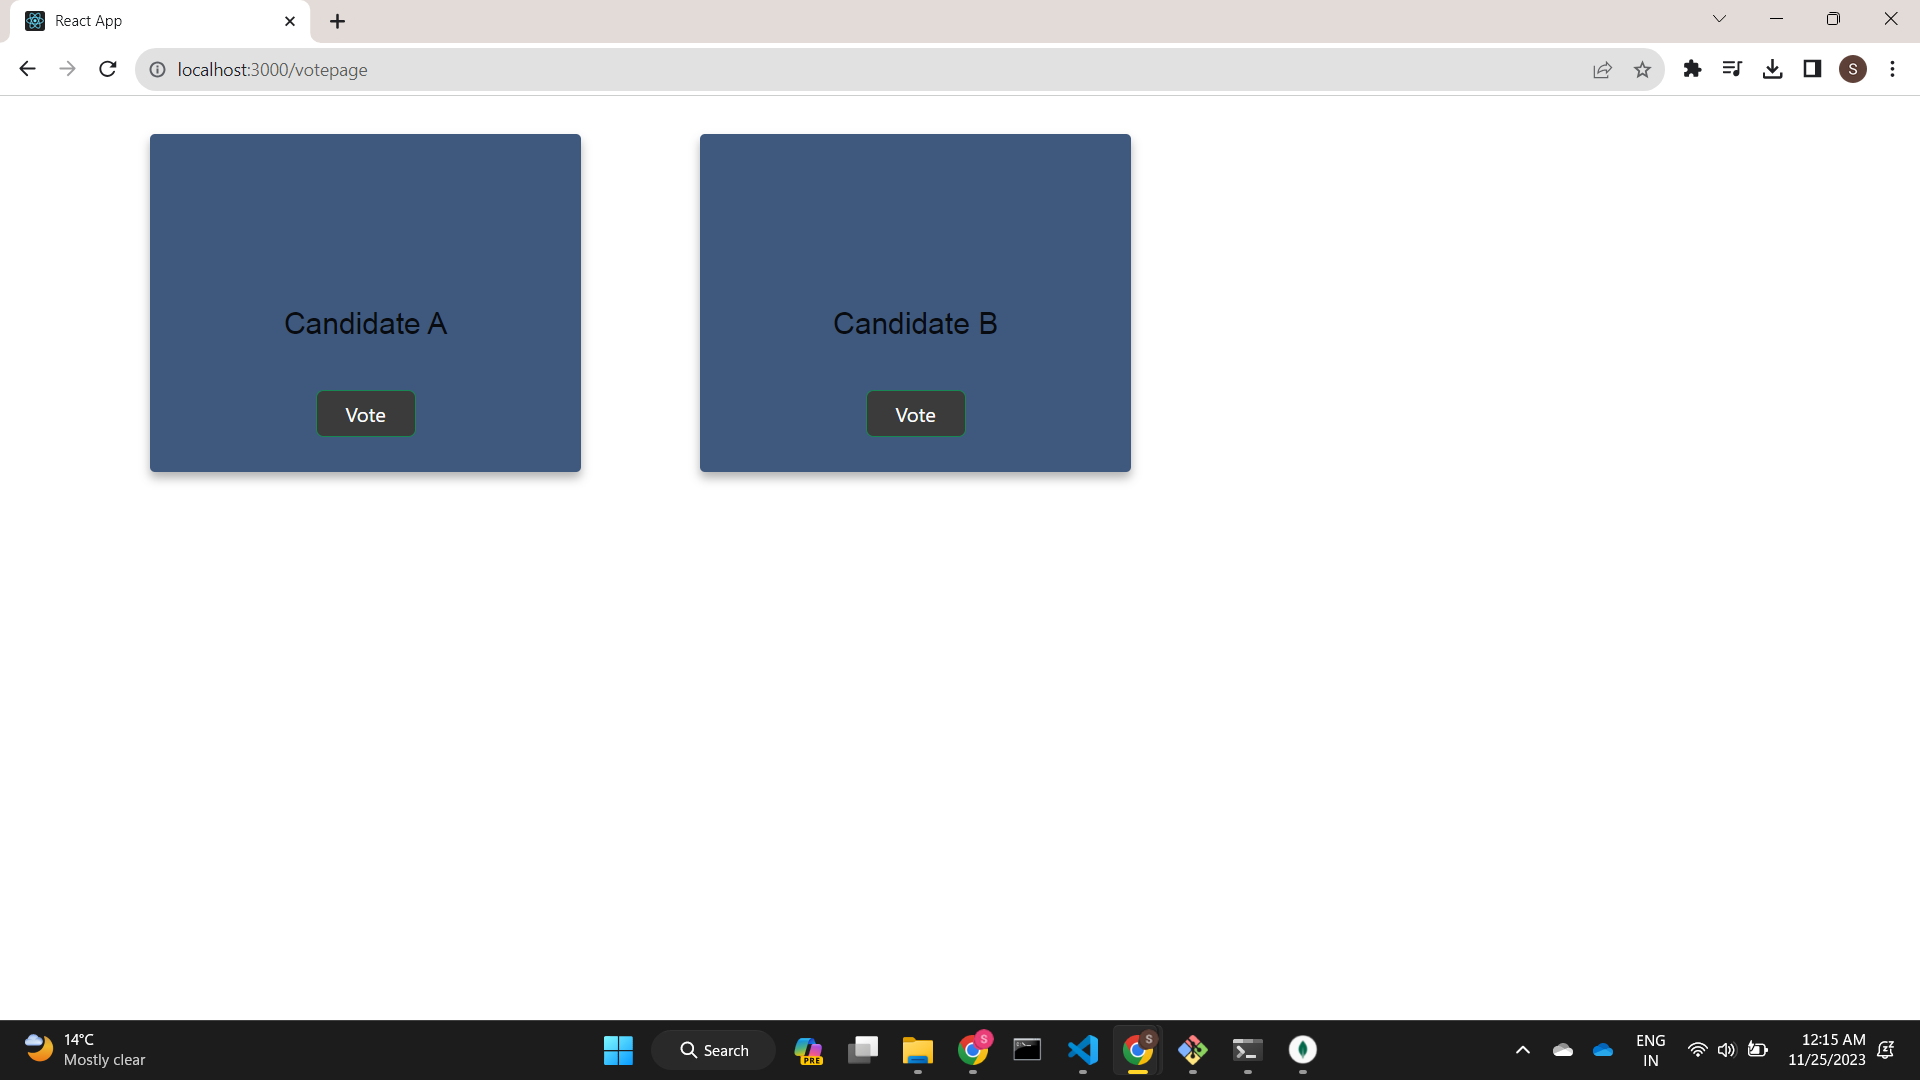 React App
localhost:3000/votepage
S
Candidate A
Candidate B
Vote
Vote
14°C
Mostly clear
Search
PRE
S
S
ENG
IN
12:15 AM
11/25/2023